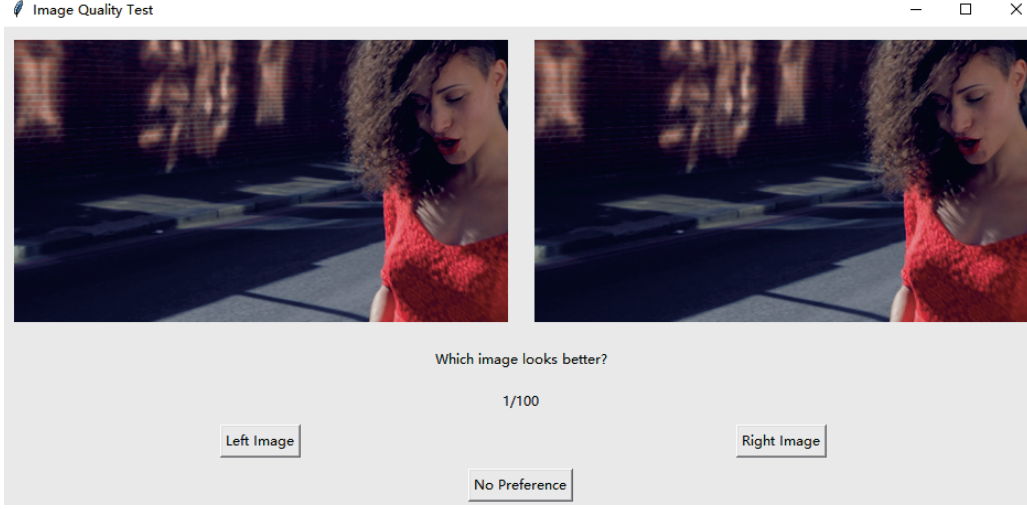 Image Quality Test
Which image looks better?
1/100
Left Image
Right Image
No Preference